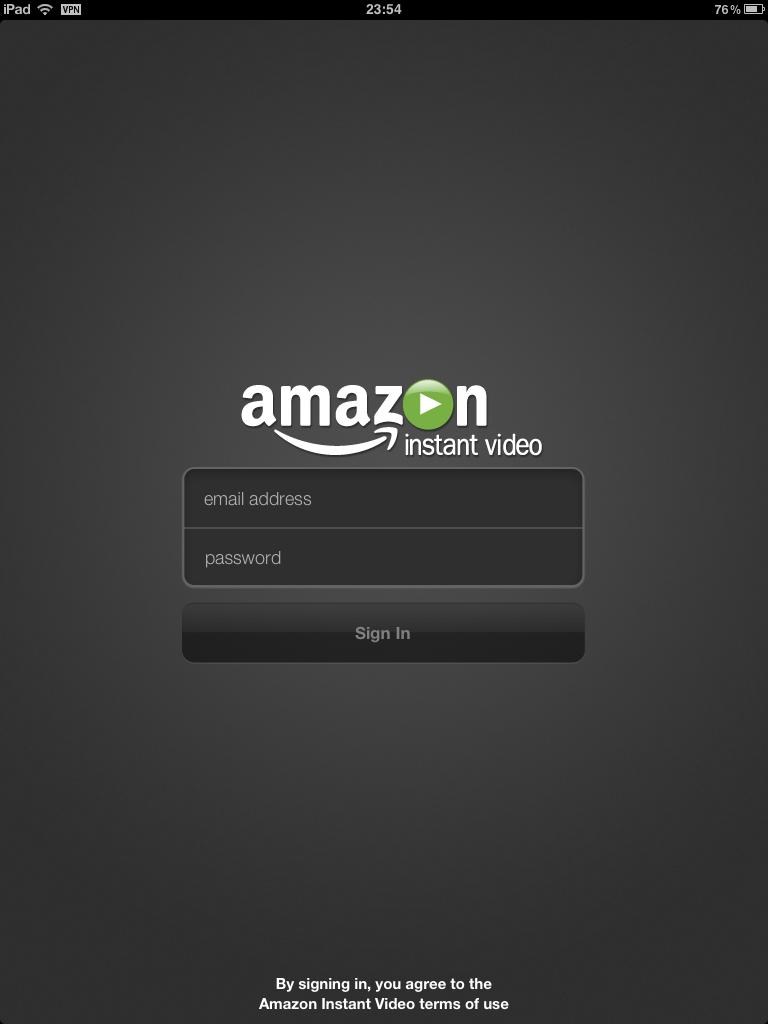 iPad VPN 23:54 76%
amazon
instant video
email address
password
Sign In
By signing in, you agree to the
Amazon Instant Video terms of use